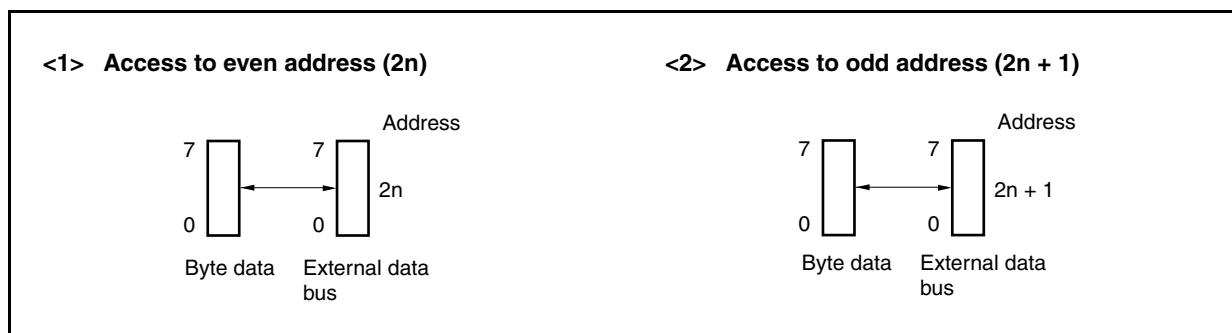 <1> Access to even address (2n)
Address
7
7
2n
0
0
Byte data
External data
bus
<2> Access to odd address (2n + 1)
Address
7
7
2n + 1
0
0
Byte data
External data
bus